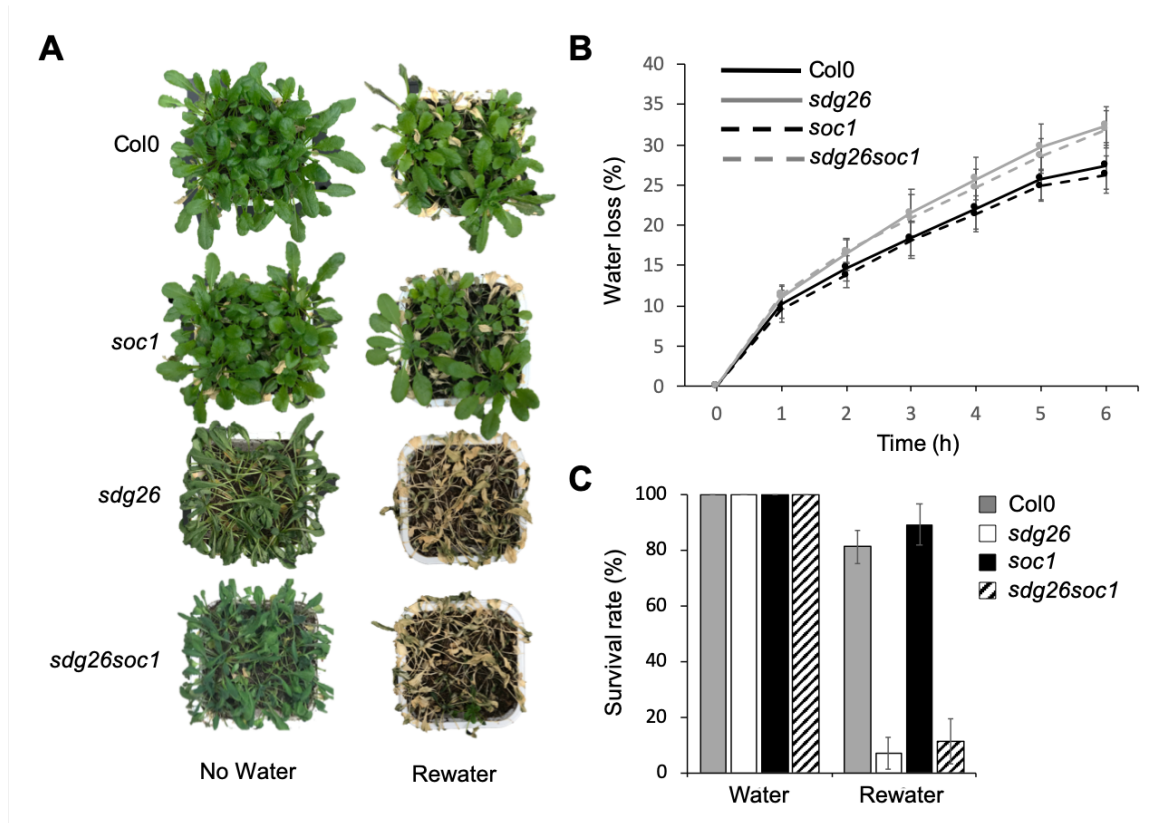 A
Col0
soc1
sdg26
sdg26soc1
No Water
Rewater
B
40
35
30
25
20
15
10
5
0
Water loss (%)
0 1 2 3 4 5 6
Time (h)
Col0
sdg26
soc1
sdg26soc1
C
100
80
60
40
20
0
Survival rate (%)
Water
Rewater
Col0
sdg26
soc1
sdg26soc1